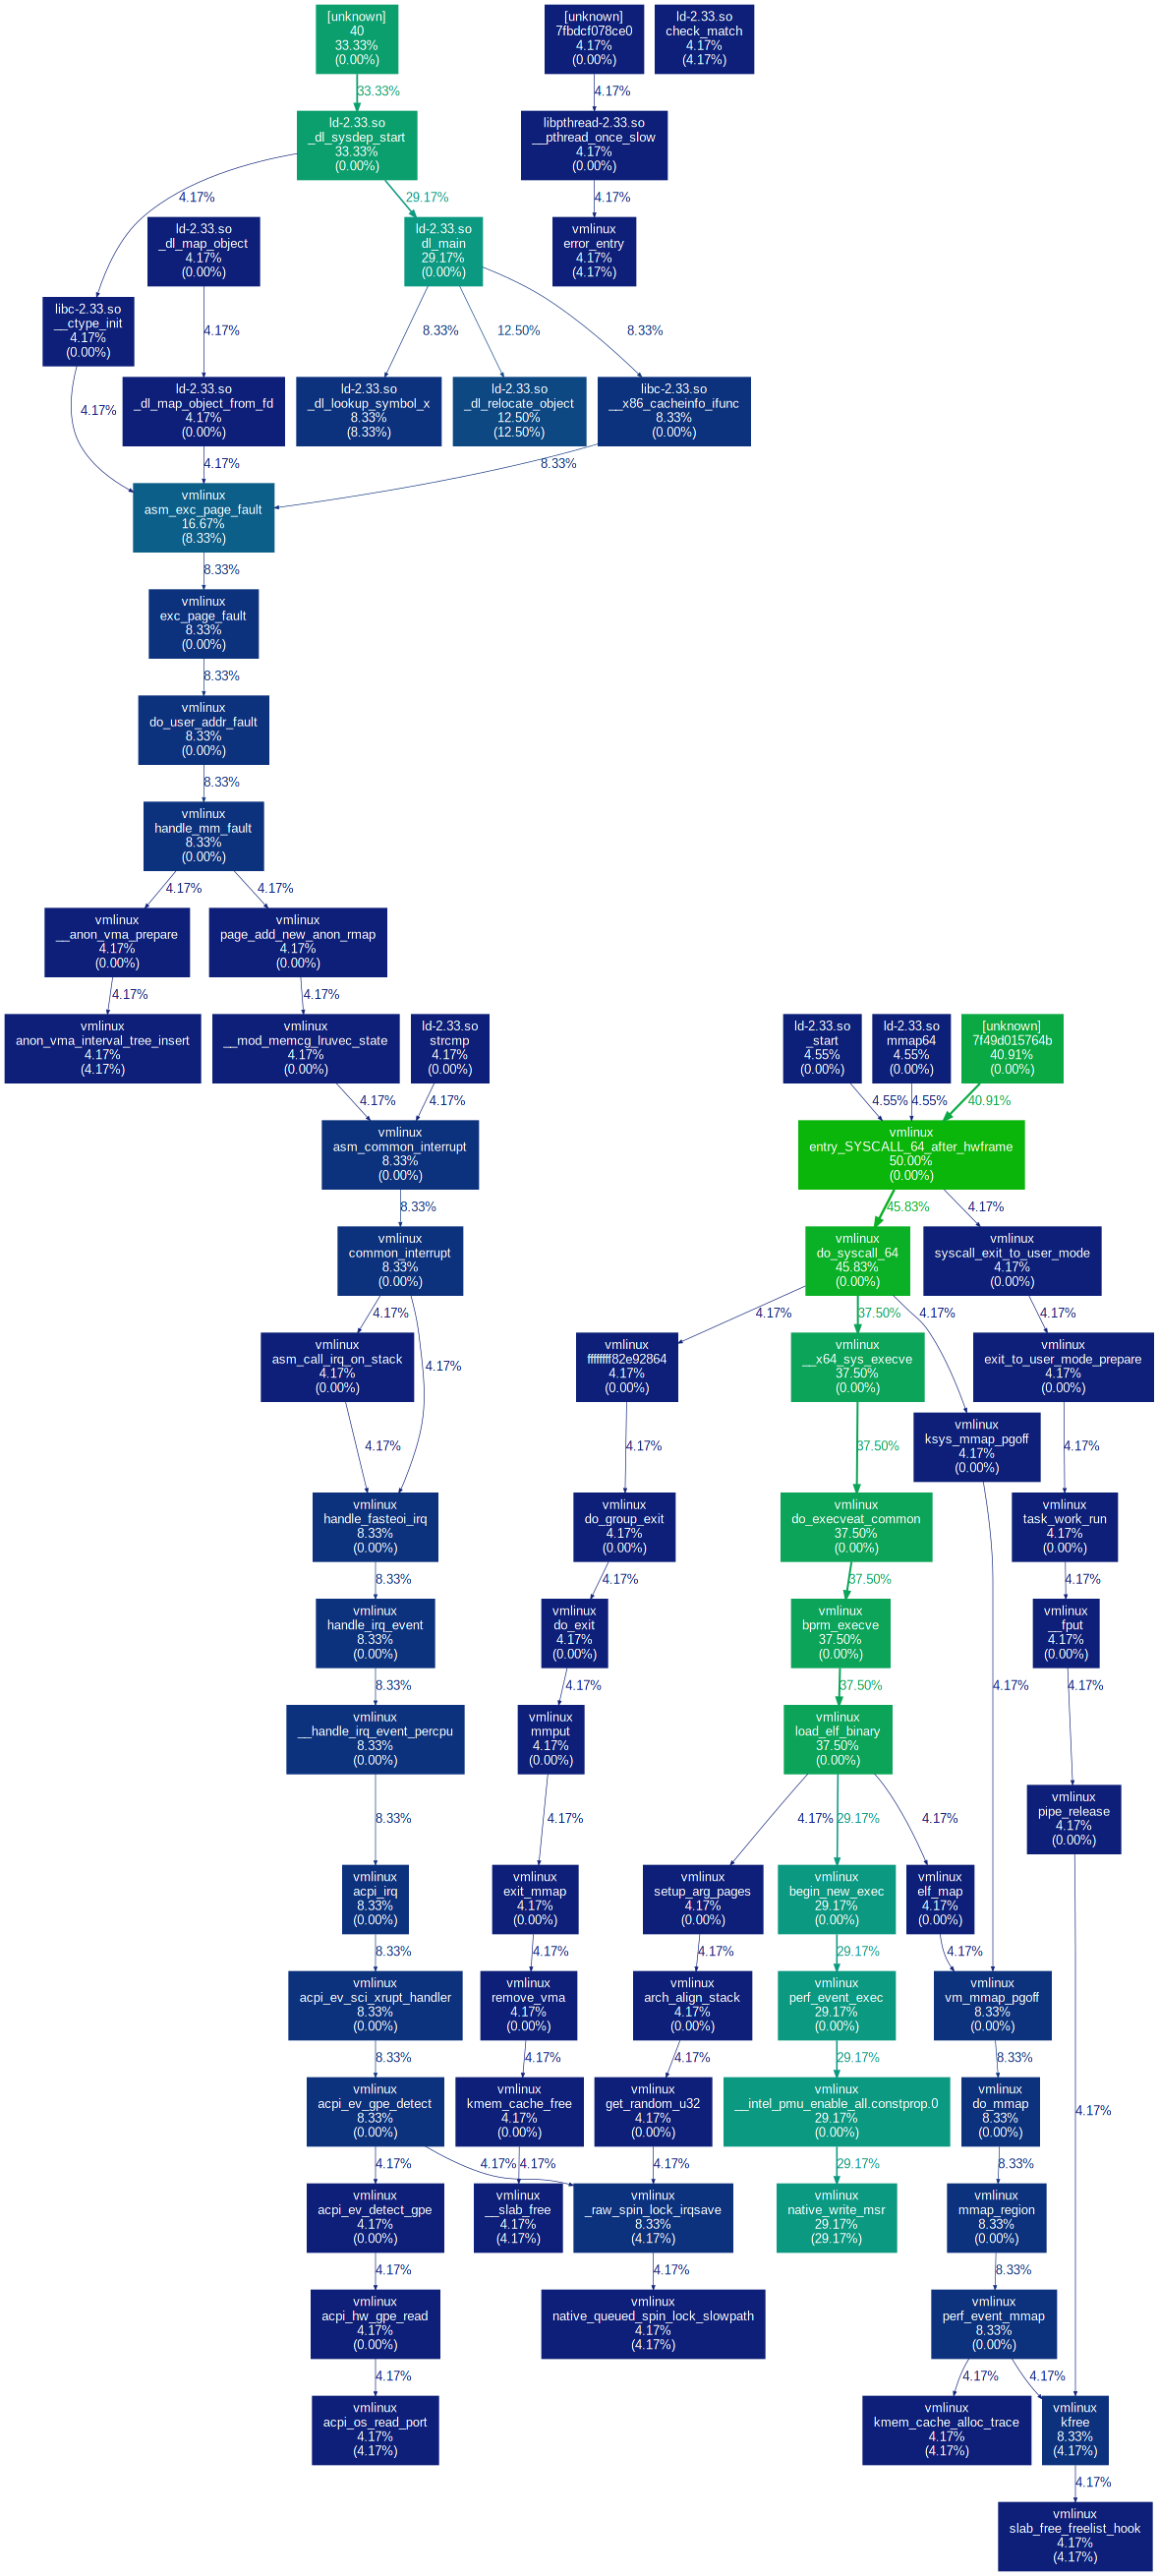 [unknown]
40
33.33%
(0.00%)
[unknown]
7fbdcf078ce0
4.17%
(0.00%)
ld-2.33.so
check_match
4.17%
(4.17%)
33.33%
4.17%
ld-2.33.so
_dl_sysdep_start
33.33%
(0.00%)
libpthread-2.33.so
__pthread_once_slow
4.17%
(0.00%)
4.17%
29.17%
4.17%
ld-2.33.so
_dl_map_object
4.17%
(0.00%)
ld-2.33.so
dl_main
29.17%
(0.00%)
vmlinux
error_entry
4.17%
(4.17%)
libc-2.33.so
__ctype_init
4.17%
(0.00%)
4.17%
8.33%
12.50%
8.33%
4.17%
ld-2.33.so
_dl_map_object_from_fd
4.17%
(0.00%)
ld-2.33.so
_dl_lookup_symbol_x
8.33%
(8.33%)
ld-2.33.so
_dl_relocate_object
12.50%
(12.50%)
libc-2.33.so
__x86_cacheinfo_ifunc
8.33%
(0.00%)
4.17%
8.33%
vmlinux
asm_exc_page_fault
16.67%
(8.33%)
8.33%
vmlinux
exc_page_fault
8.33%
(0.00%)
8.33%
vmlinux
do_user_addr_fault
8.33%
(0.00%)
8.33%
vmlinux
handle_mm_fault
8.33%
(0.00%)
4.17%
4.17%
vmlinux
__anon_vma_prepare
4.17%
(0.00%)
vmlinux
page_add_new_anon_rmap
4.17%
(0.00%)
4.17%
4.17%
vmlinux
anon_vma_interval_tree_insert
4.17%
(4.17%)
vmlinux
__mod_memcg_lruvec_state
4.17%
(0.00%)
ld-2.33.so
strcmp
4.17%
(0.00%)
ld-2.33.so
_start
4.55%
(0.00%)
ld-2.33.so
mmap64
4.55%
(0.00%)
[unknown]
7f49d015764b
40.91%
(0.00%)
4.17%
4.17%
4.55%
4.55%
40.91%
vmlinux
asm_common_interrupt
8.33%
(0.00%)
vmlinux
entry_SYSCALL_64_after_hwframe
50.00%
(0.00%)
8.33%
45.83%
4.17%
vmlinux
common_interrupt
8.33%
(0.00%)
vmlinux
do_syscall_64
45.83%
(0.00%)
vmlinux
syscall_exit_to_user_mode
4.17%
(0.00%)
4.17%
4.17%
4.17%
37.50%
4.17%
4.17%
vmlinux
asm_call_irq_on_stack
4.17%
(0.00%)
vmlinux
ffffffff82e92864
4.17%
(0.00%)
vmlinux
__x64_sys_execve
37.50%
(0.00%)
vmlinux
exit_to_user_mode_prepare
4.17%
(0.00%)
vmlinux
ksys_mmap_pgoff
4.17%
(0.00%)
4.17%
4.17%
37.50%
4.17%
vmlinux
handle_fasteoi_irq
8.33%
(0.00%)
vmlinux
do_group_exit
4.17%
(0.00%)
vmlinux
do_execveat_common
37.50%
(0.00%)
vmlinux
task_work_run
4.17%
(0.00%)
8.33%
4.17%
37.50%
4.17%
vmlinux
handle_irq_event
8.33%
(0.00%)
vmlinux
do_exit
4.17%
(0.00%)
vmlinux
bprm_execve
37.50%
(0.00%)
vmlinux
__fput
4.17%
(0.00%)
8.33%
4.17%
37.50%
4.17%
4.17%
vmlinux
__handle_irq_event_percpu
8.33%
(0.00%)
vmlinux
mmput
4.17%
(0.00%)
vmlinux
load_elf_binary
37.50%
(0.00%)
vmlinux
pipe_release
4.17%
(0.00%)
8.33%
4.17%
4.17%
29.17%
4.17%
vmlinux
acpi_irq
8.33%
(0.00%)
vmlinux
exit_mmap
4.17%
(0.00%)
vmlinux
setup_arg_pages
4.17%
(0.00%)
vmlinux
begin_new_exec
29.17%
(0.00%)
vmlinux
elf_map
4.17%
(0.00%)
8.33%
4.17%
4.17%
29.17%
4.17%
vmlinux
acpi_ev_sci_xrupt_handler
8.33%
(0.00%)
vmlinux
remove_vma
4.17%
(0.00%)
vmlinux
arch_align_stack
4.17%
(0.00%)
vmlinux
perf_event_exec
29.17%
(0.00%)
vmlinux
vm_mmap_pgoff
8.33%
(0.00%)
8.33%
4.17%
4.17%
29.17%
8.33%
vmlinux
acpi_ev_gpe_detect
8.33%
(0.00%)
vmlinux
kmem_cache_free
4.17%
(0.00%)
vmlinux
get_random_u32
4.17%
(0.00%)
vmlinux
__intel_pmu_enable_all.constprop.0
29.17%
(0.00%)
vmlinux
do_mmap
8.33%
(0.00%)
4.17%
4.17%
4.17%
4.17%
4.17%
29.17%
8.33%
vmlinux
acpi_ev_detect_gpe
4.17%
(0.00%)
vmlinux
__slab_free
4.17%
(4.17%)
vmlinux
_raw_spin_lock_irqsave
8.33%
(4.17%)
vmlinux
native_write_msr
29.17%
(29.17%)
vmlinux
mmap_region
8.33%
(0.00%)
4.17%
4.17%
8.33%
vmlinux
acpi_hw_gpe_read
4.17%
(0.00%)
vmlinux
native_queued_spin_lock_slowpath
4.17%
(4.17%)
vmlinux
perf_event_mmap
8.33%
(0.00%)
4.17%
4.17%
4.17%
vmlinux
acpi_os_read_port
4.17%
(4.17%)
vmlinux
kmem_cache_alloc_trace
4.17%
(4.17%)
vmlinux
kfree
8.33%
(4.17%)
4.17%
vmlinux
slab_free_freelist_hook
4.17%
(4.17%)